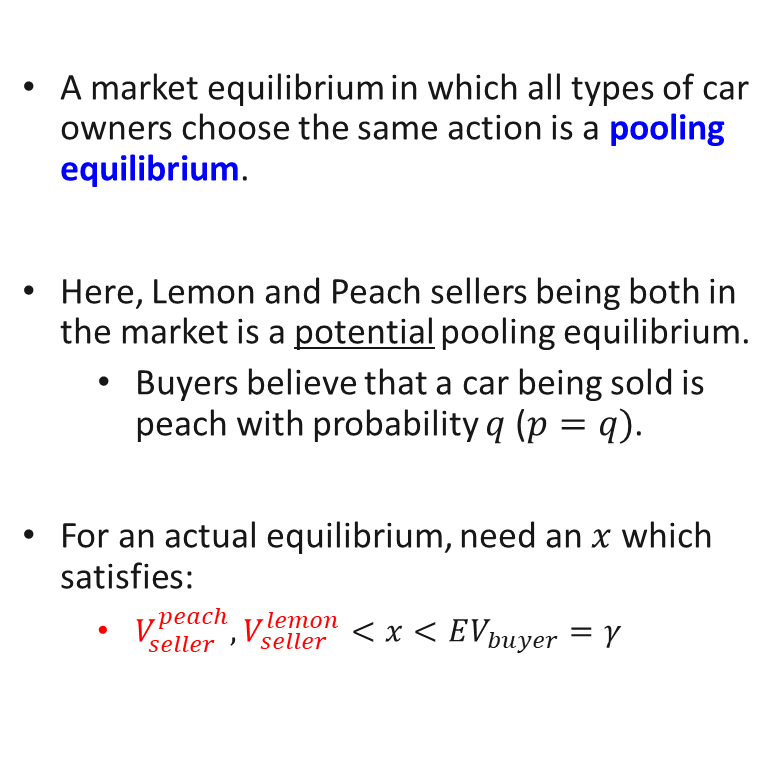 • A market equilibrium in which all types of car
owners choose the same action is a pooling
equilibrium.
• Here, Lemon and Peach sellers being both in
the market is a potential pooling equilibrium.
• Buyers believe that a car being sold is
peach with probability q (p = q).
• For an actual equilibrium, need an x which
satisfies:
• V_{seller}^{peach}, V_{seller}^{lemon} < x < EV_{buyer} = γ